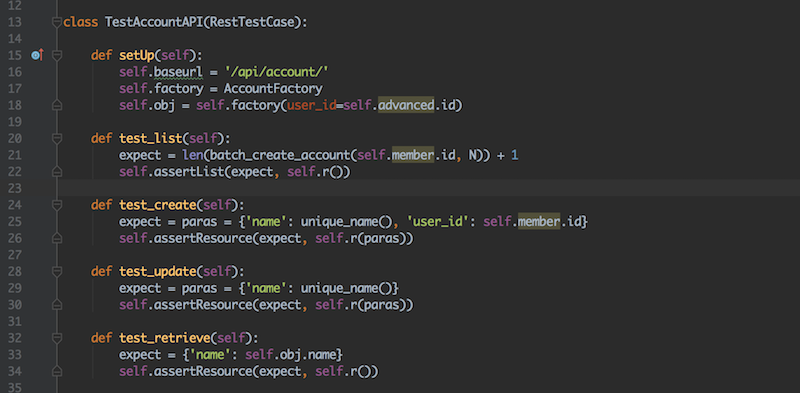 12
13 class TestAccountAPI(RestTestCase):
14
15     def setUp(self):
16         self.baseurl = '/api/account/'
17         self.factory = AccountFactory
18         self.obj = self.factory(user_id=self.advanced.id)
19
20     def test_list(self):
21         expect = len(batch_create_account(self.member.id, N)) + 1
22         self.assertList(expect, self.r())
23
24     def test_create(self):
25         expect = paras = {'name': unique_name(), 'user_id': self.member.id}
26         self.assertResource(expect, self.r(paras))
27
28     def test_update(self):
29         expect = paras = {'name': unique_name()}
30         self.assertResource(expect, self.r(paras))
31
32     def test_retrieve(self):
33         expect = {'name': self.obj.name}
34         self.assertResource(expect, self.r())
35